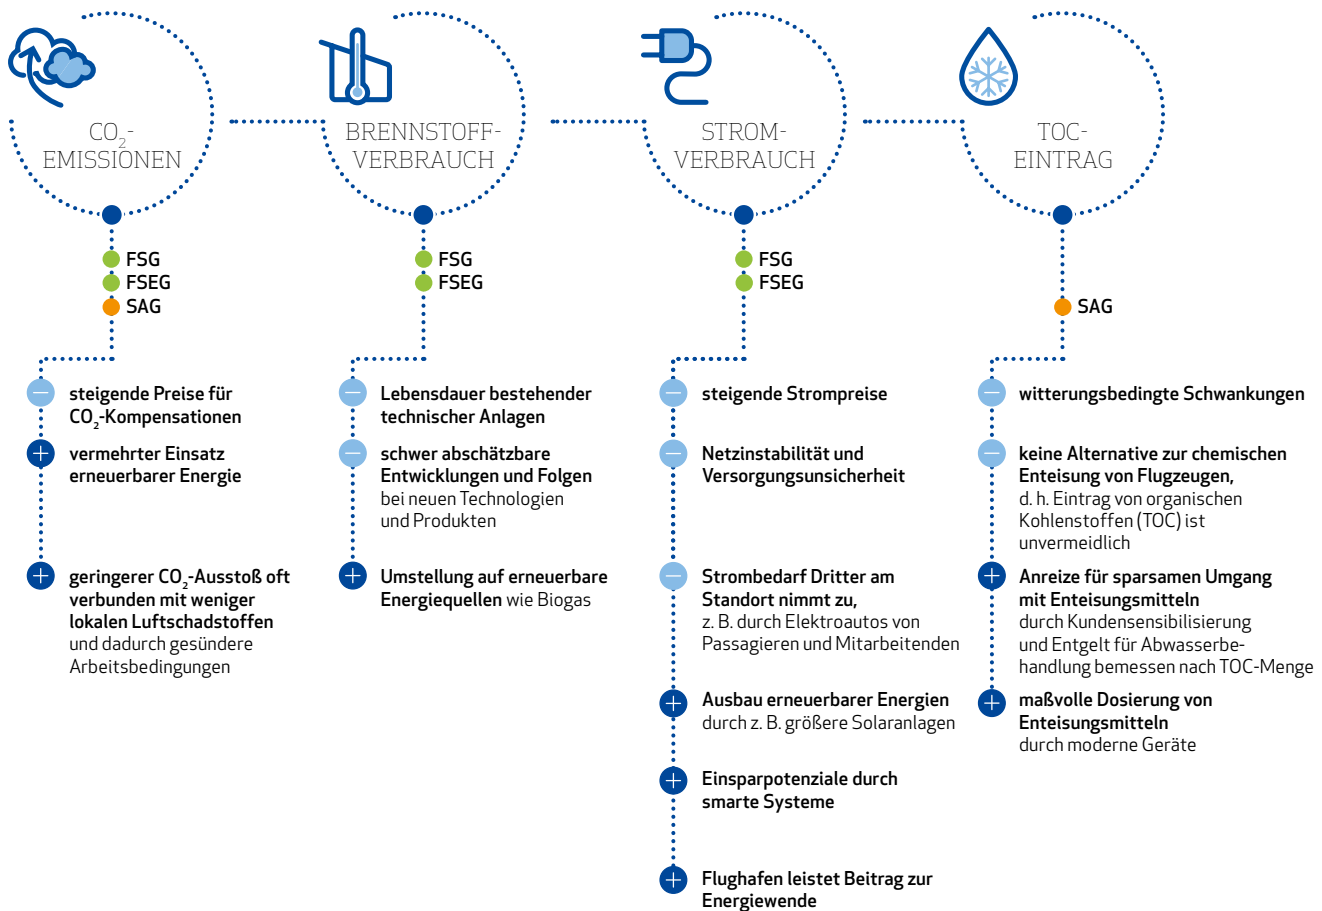 CO₂-
EMISSIONEN
FSG
FSEG
SAG
− steigende Preise für
CO₂-Kompensationen
+ vermehrter Einsatz
erneuerbarer Energie
+ geringerer CO₂-Ausstoß oft
verbunden mit weniger
lokalen Luftschadstoffen
und dadurch gesündere
Arbeitsbedingungen
BRENNSTOFF-
VERBRAUCH
FSG
FSEG
− Lebensdauer bestehender
technischer Anlagen
− schwer abschätzbare
Entwicklungen und Folgen
bei neuen Technologien
und Produkten
+ Umstellung auf erneuerbare
Energiequellen wie Biogas
STROM-
VERBRAUCH
FSG
FSEG
− steigende Strompreise
− Netzinstabilität und
Versorgungsunsicherheit
− Strombedarf Dritter am
Standort nimmt zu,
z. B. durch Elektroautos von
Passagieren und Mitarbeitenden
+ Ausbau erneuerbarer Energien
durch z. B. größere Solaranlagen
+ Einsparpotenziale durch
smarte Systeme
+ Flughafen leistet Beitrag zur
Energiewende
TOC-
EINTRAG
SAG
− witterungsbedingte Schwankungen
− keine Alternative zur chemischen
Enteisung von Flugzeugen,
d. h. Eintrag von organischen
Kohlenstoffen (TOC) ist
unvermeidlich
+ Anreize für sparsamen Umgang
mit Enteisungsmitteln
durch Kundensensibilisierung
und Entgelt für Abwasserbe-
handlung bemessen nach TOC-Menge
+ maßvolle Dosierung von
Enteisungsmitteln
durch moderne Geräte